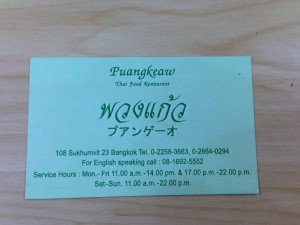 Puangkeaw
Thai Food Restaurant
พวงแก้ว
プアンゲーオ
108 Sukhumvit 23 Bangkok Tel. 0-2258-3663, 0-2664-0294
For English speaking call : 08-1692-5552
Service Hours : Mon.- Fri 11.00 a.m.-14.00 pm. & 17.00 p.m.-22.00 p.m.
Sat-Sun. 11.00 a.m.-22.00 p.m.